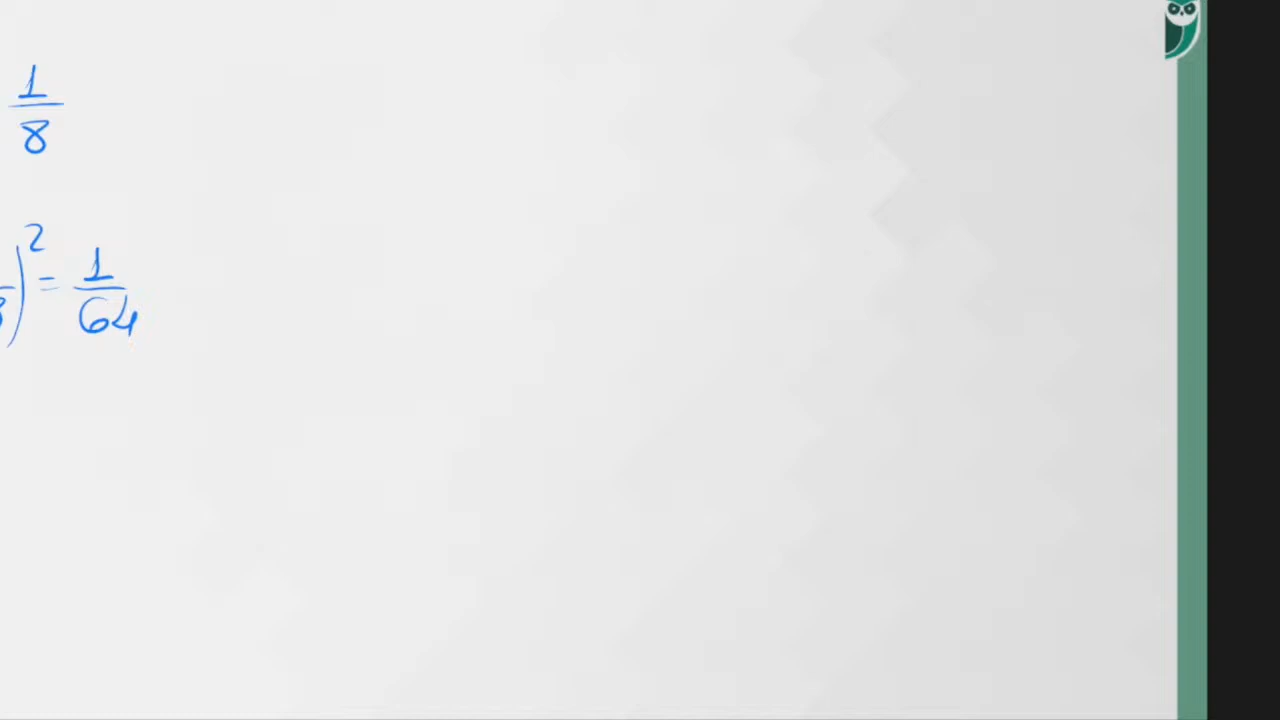 1/8
)² = 1/64